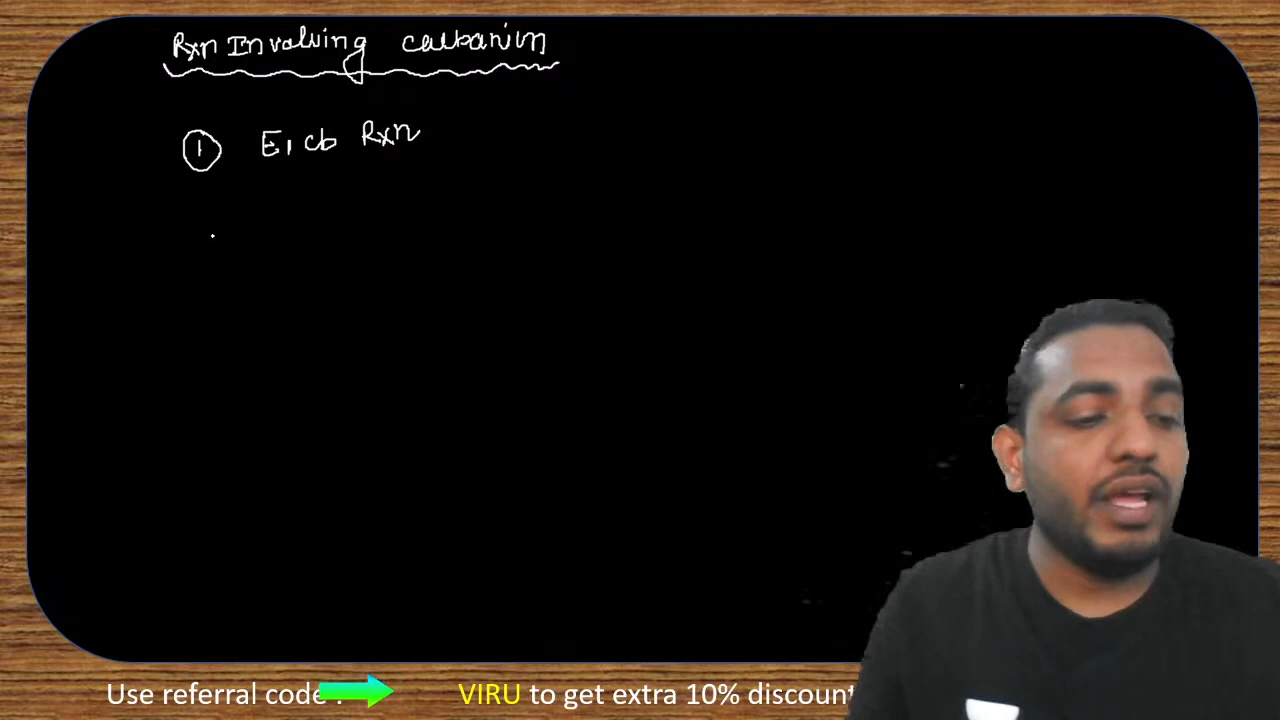 Rxn Involving carbanion
① E1cb Rxn
Use referral code : VIRU to get extra 10% discount